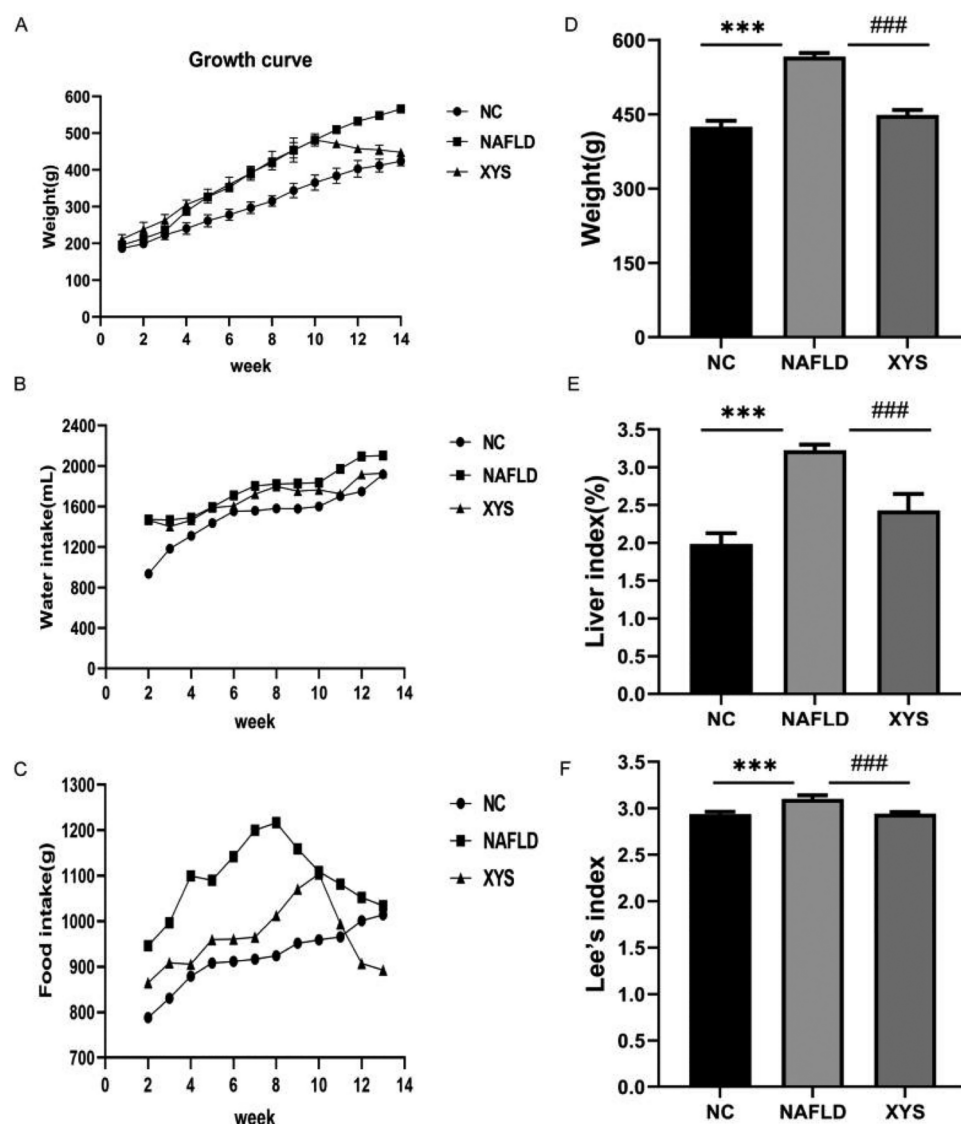 A
Growth curve
Weight(g)
600
500
400
300
200
100
0
0 2 4 6 8 10 12 14
week
NC
NAFLD
XYS
B
Water intake(mL)
2400
2000
1600
1200
800
400
0
0 2 4 6 8 10 12 14
week
NC
NAFLD
XYS
C
Food intake(g)
1300
1200
1100
1000
900
800
700
0 2 4 6 8 10 12 14
week
NC
NAFLD
XYS
D
*** ###
Weight(g)
600
450
300
150
0
NC NAFLD XYS
E
*** ###
Liver index(%)
3.5
3.0
2.5
2.0
1.5
1.0
0.5
0.0
NC NAFLD XYS
F
*** ###
Lee's index
3.5
3.0
2.5
2.0
1.5
1.0
0.5
0.0
NC NAFLD XYS